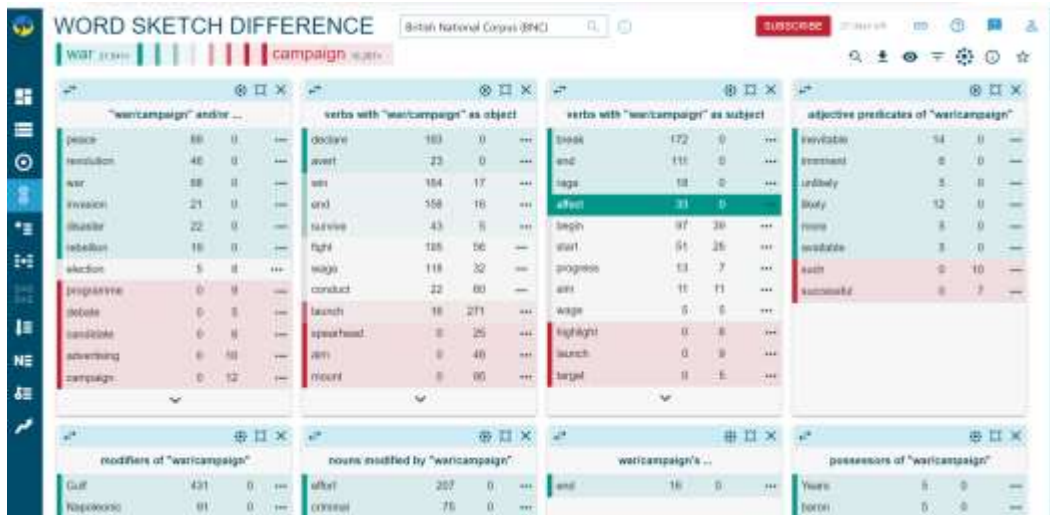 WORD SKETCH DIFFERENCE
British National Corpus (BNC)
SUBSCRIBE
war
campaign
"war/campaign" and/or ...
peace 88 0
revolution 46 0
war 88 0
invasion 21 0
disaster 22 0
rebellion 18 0
election 5 8
programme 0 9
debate 0 5
candidate 0 6
advertising 0 10
campaign 0 12
verbs with "war/campaign" as object
declare 183 0
avert 23 0
win 184 17
end 158 16
survive 43 5
fight 185 56
wage 118 32
conduct 22 60
launch 18 271
spearhead 0 25
aim 0 48
mount 0 86
verbs with "war/campaign" as subject
break 172 0
end 111 0
rage 18 0
affect 33 0
begin 97 39
start 51 26
progress 13 7
aim 11 11
wage 5 5
highlight 0 8
launch 0 9
target 0 5
adjective predicates of "war/campaign"
inevitable 14 0
imminent 6 0
unlikely 5 0
likely 12 0
more 5 0
available 5 0
such 0 10
successful 0 7
NE
modifiers of "war/campaign"
Gulf 431 0
Napoleonic 91 0
nouns modified by "war/campaign"
effort 207 0
criminal 75 0
war/campaign's ...
end 16 0
possessors of "war/campaign"
Years 5 0
baron 5 0